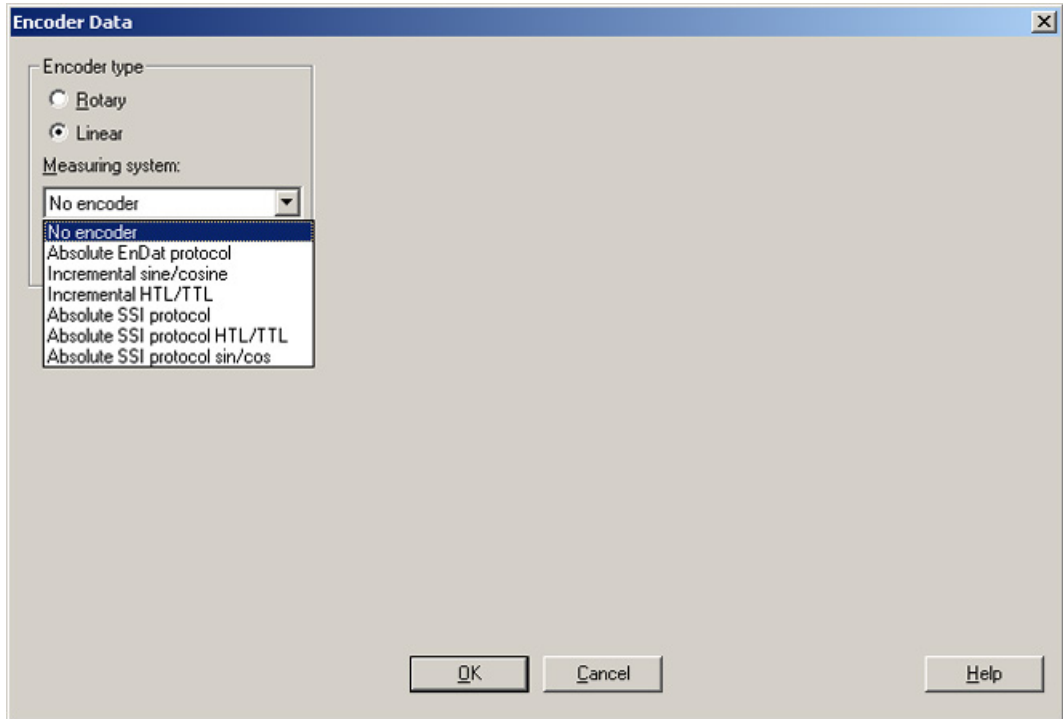 Encoder Data
Encoder type
Rotary
Linear
Measuring system:
No encoder
No encoder
Absolute EnDat protocol
Incremental sine/cosine
Incremental HTL/TTL
Absolute SSI protocol
Absolute SSI protocol HTL/TTL
Absolute SSI protocol sin/cos
OK Cancel Help